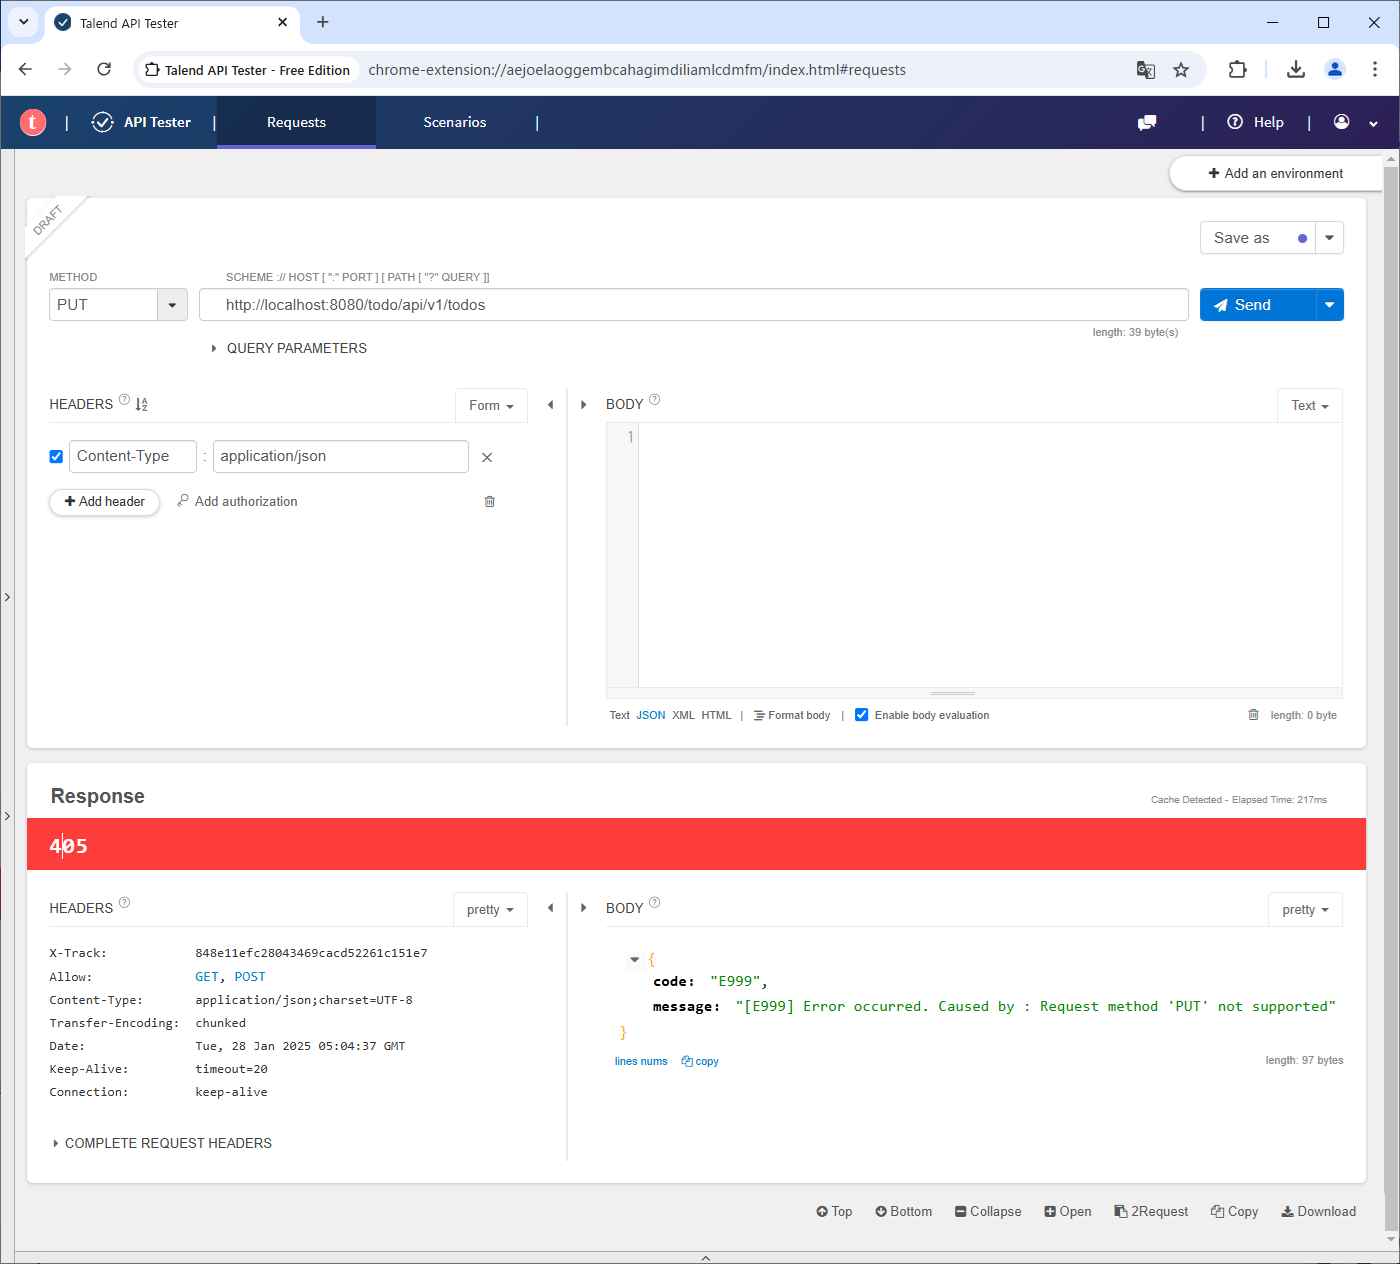 Talend API Tester
Talend API Tester - Free Edition
chrome-extension://aejoelaoggembcahagimdiliamlcdmfm/index.html#requests
t | API Tester | Requests Scenarios | | Help |
Add an environment
DRAFT
Save as
METHOD SCHEME :// HOST [ ":" PORT ] [ PATH [ "?" QUERY ]]
PUT http://localhost:8080/todo/api/v1/todos Send
length: 39 byte(s)
QUERY PARAMETERS
HEADERS ? Form BODY ? Text
1
Content-Type : application/json
Add header Add authorization
Text JSON XML HTML | Format body | Enable body evaluation length: 0 byte
Response
Cache Detected - Elapsed Time: 217ms
405
HEADERS ? pretty BODY ? pretty
X-Track: 848e11efc28043469cacd52261c151e7
Allow: GET, POST
Content-Type: application/json;charset=UTF-8
Transfer-Encoding: chunked
Date: Tue, 28 Jan 2025 05:04:37 GMT
Keep-Alive: timeout=20
Connection: keep-alive
{
code: "E999",
message: "[E999] Error occurred. Caused by : Request method 'PUT' not supported"
}
lines nums copy length: 97 bytes
COMPLETE REQUEST HEADERS
Top Bottom Collapse Open 2Request Copy Download